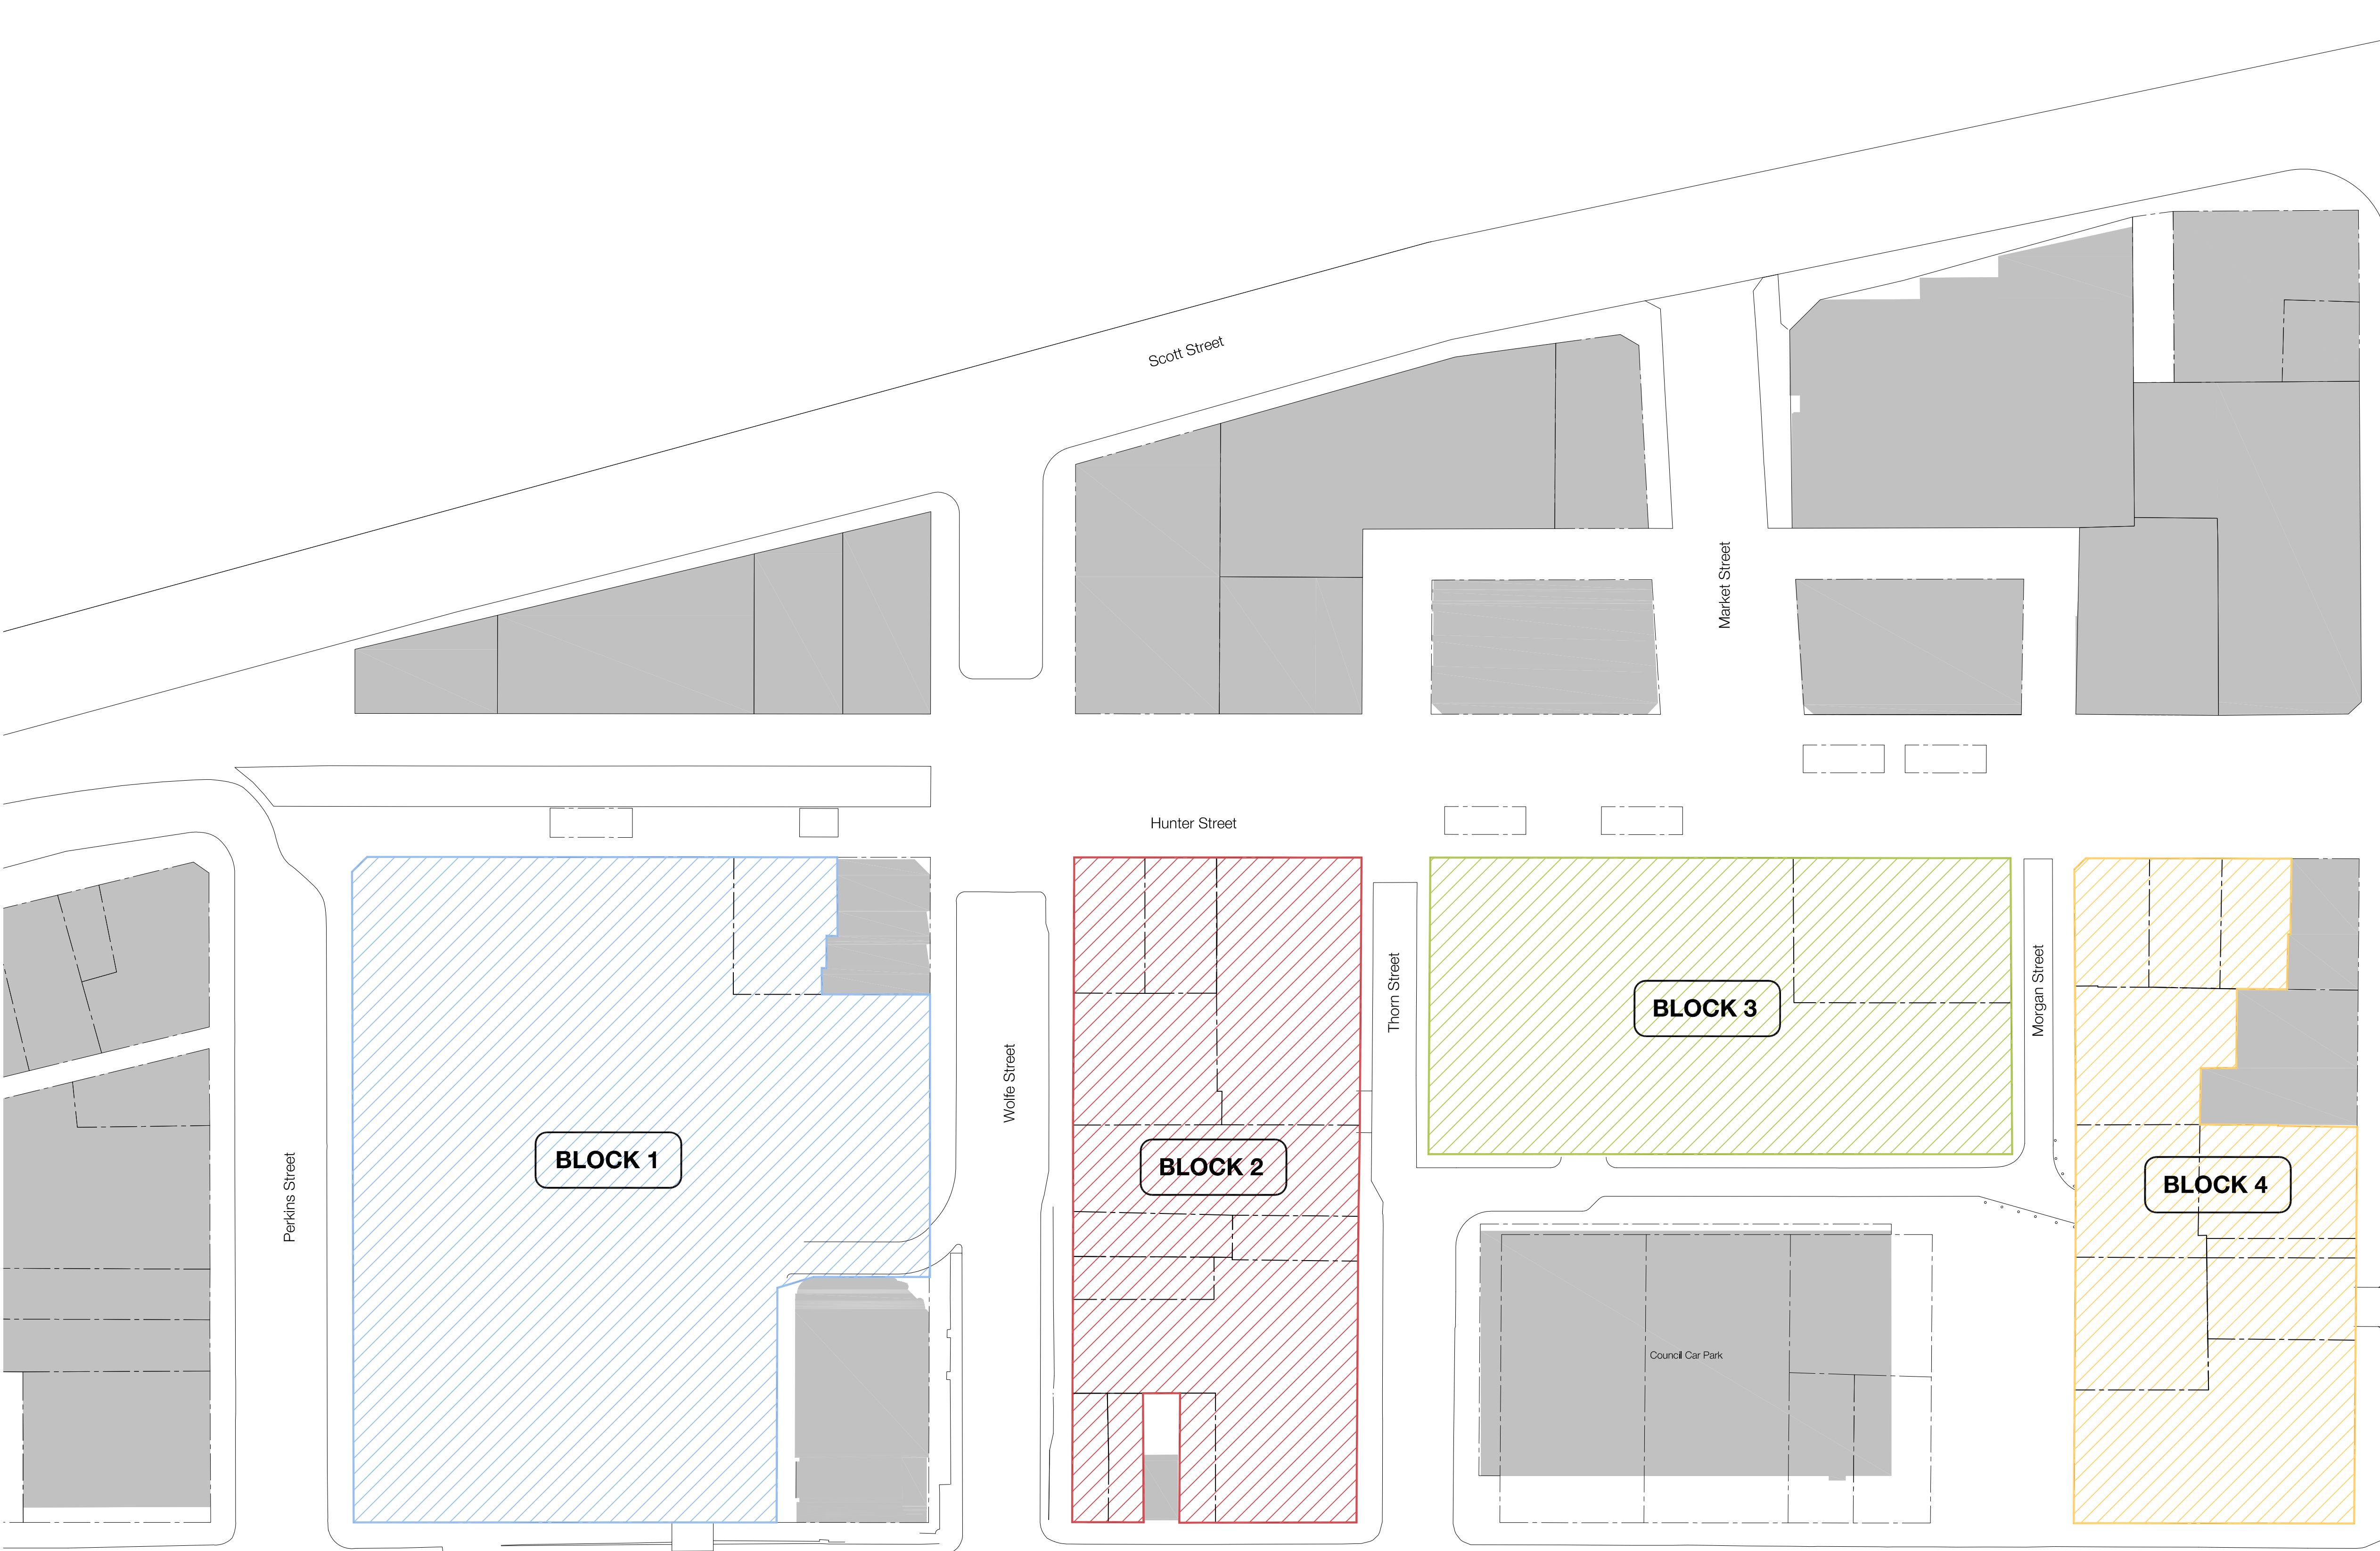 Scott Street
Market Street
Hunter Street
Perkins Street
Wolfe Street
Thorn Street
Morgan Street
BLOCK 1
BLOCK 2
BLOCK 3
BLOCK 4
Council Car Park